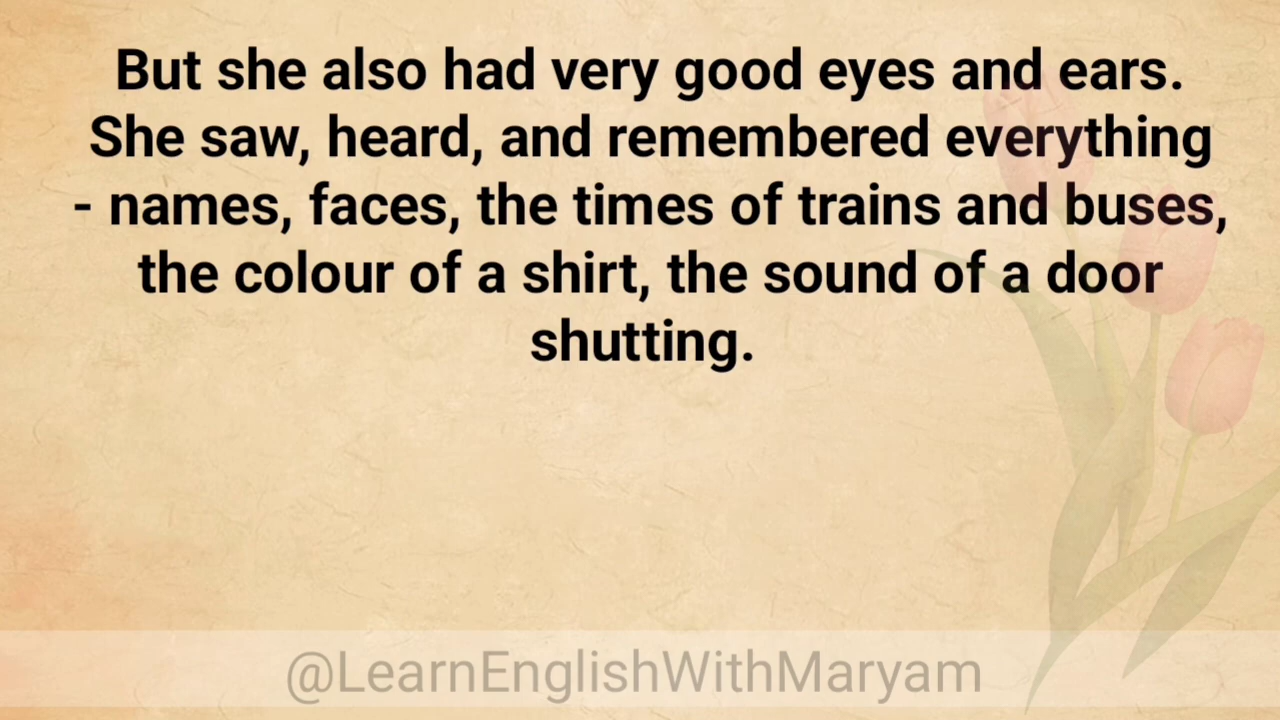 But she also had very good eyes and ears.
She saw, heard, and remembered everything
- names, faces, the times of trains and buses,
the colour of a shirt, the sound of a door
shutting.
@LearnEnglishWithMaryam